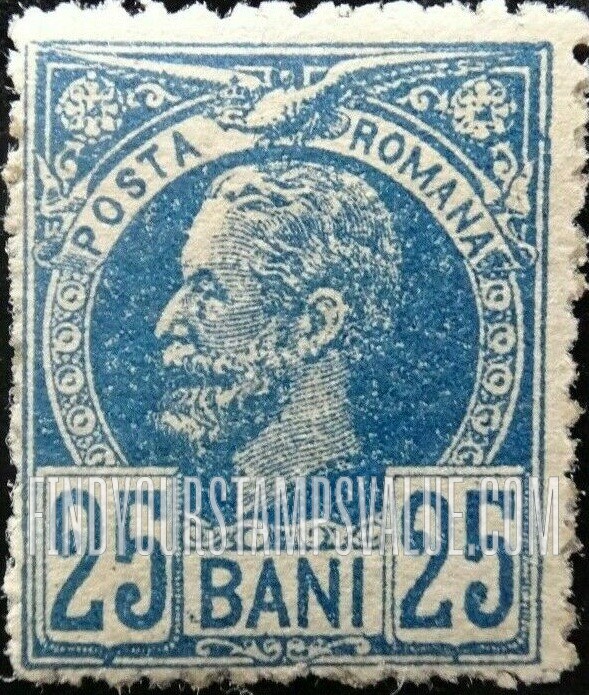 POSTA ROMANA
FINDYOURSTAMPSVALUE.COM
25 BANI 25